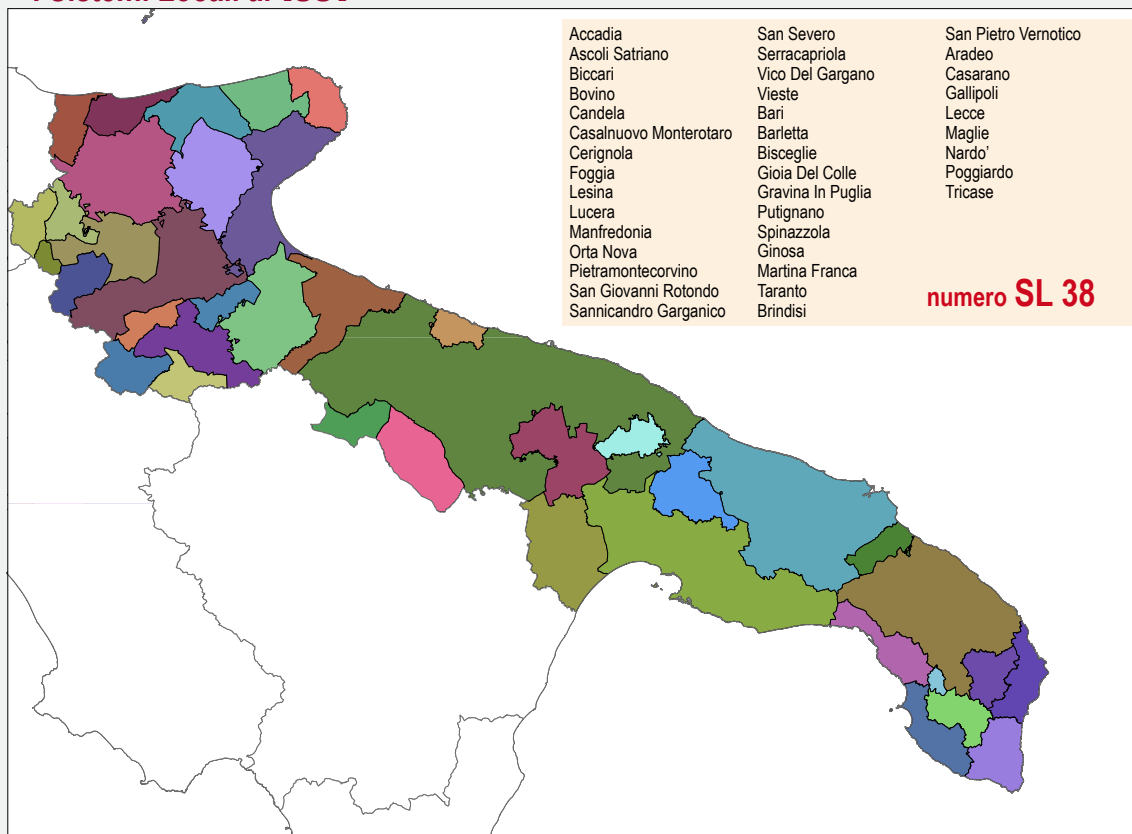 Sistemi Locali al
Accadia
Ascoli Satriano
Biccari
Bovino
Candela
Casalnuovo Monterotaro
Cerignola
Foggia
Lesina
Lucera
Manfredonia
Orta Nova
Pietramontecorvino
San Giovanni Rotondo
Sannicandro Garganico
San Severo
Serracapriola
Vico Del Gargano
Vieste
Bari
Barletta
Bisceglie
Gioia Del Colle
Gravina In Puglia
Putignano
Spinazzola
Ginosa
Martina Franca
Taranto
Brindisi
San Pietro Vernotico
Aradeo
Casarano
Gallipoli
Lecce
Maglie
Nardo’
Poggiardo
Tricase
numero SL 38